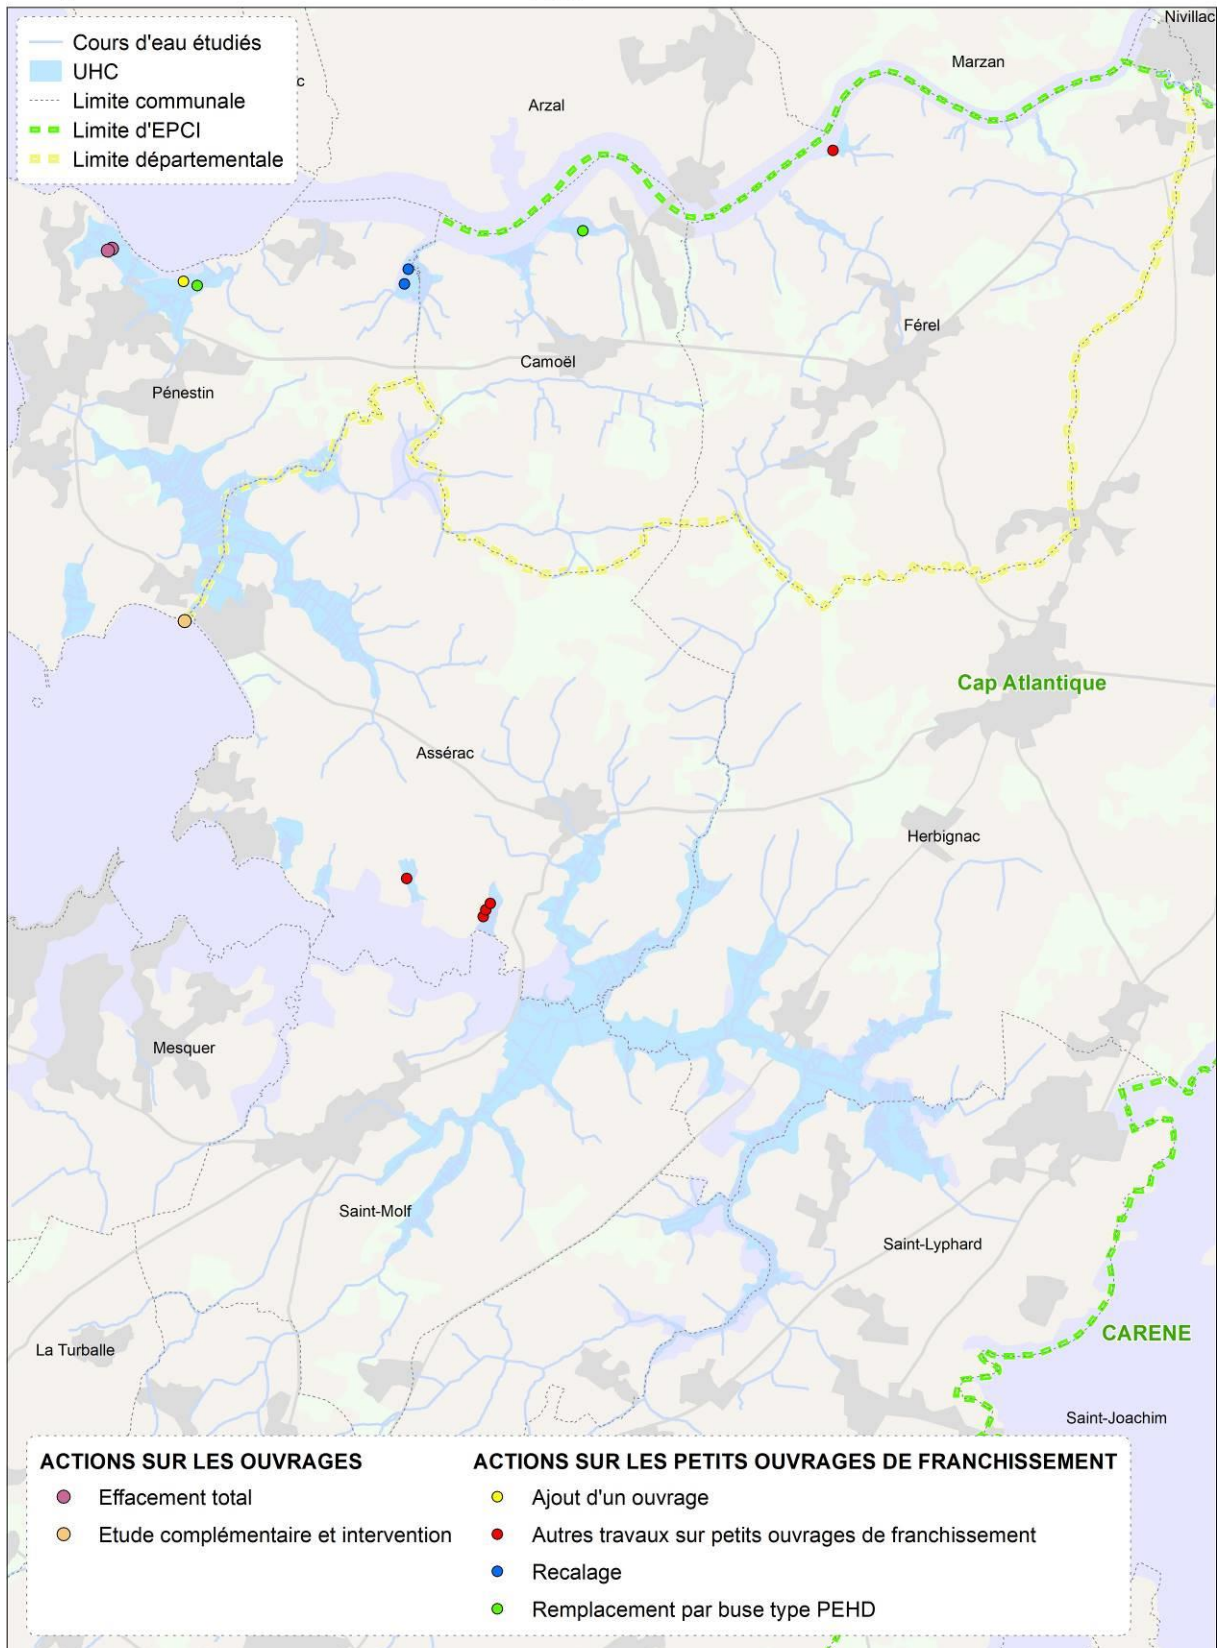 Nivillac
Cours d'eau étudiés
UHC
Limite communale
Limite d'EPCI
Limite départementale
c
Marzan
Arzal
Férel
Camoël
Pénestin
Cap Atlantique
Assérac
Herbignac
Mesquer
Saint-Molf
Saint-Lyphard
CARENE
La Turballe
Saint-Joachim
ACTIONS SUR LES OUVRAGES
Effacement total
Etude complémentaire et intervention
ACTIONS SUR LES PETITS OUVRAGES DE FRANCHISSEMENT
Ajout d'un ouvrage
Autres travaux sur petits ouvrages de franchissement
Recalage
Remplacement par buse type PEHD